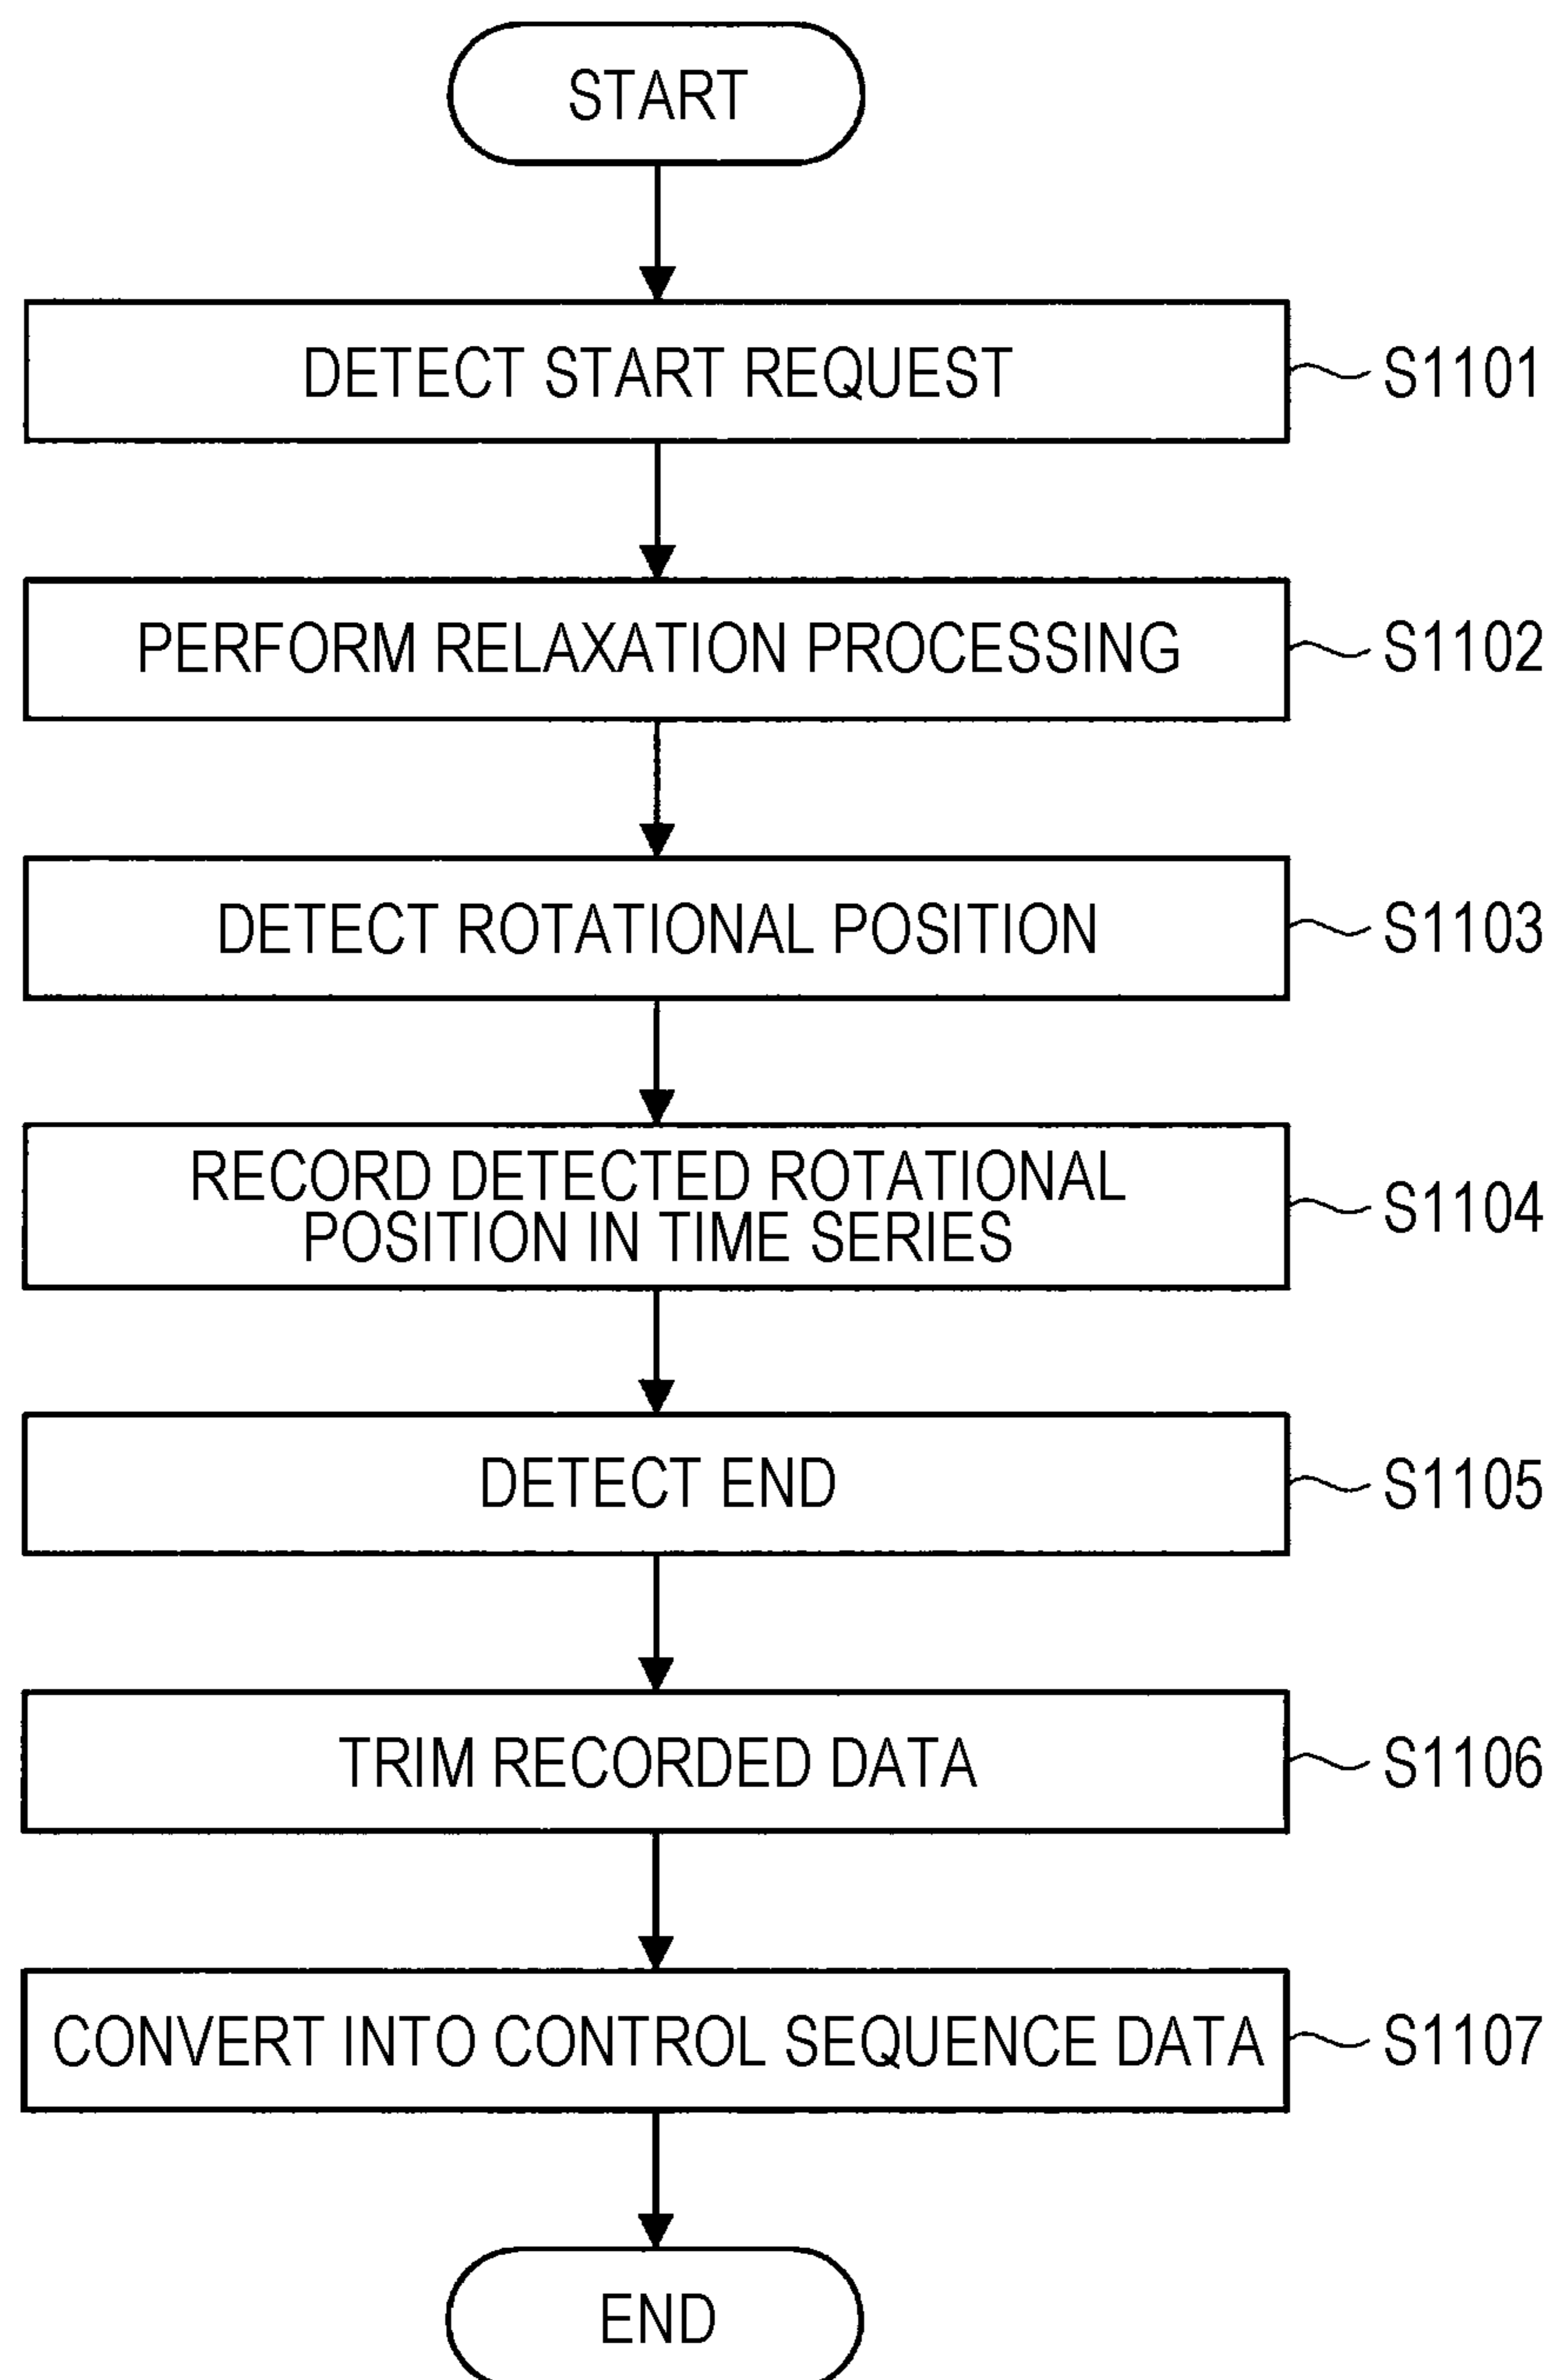 START
DETECT START REQUEST
S1101
PERFORM RELAXATION PROCESSING
S1102
DETECT ROTATIONAL POSITION
S1103
RECORD DETECTED ROTATIONAL
POSITION IN TIME SERIES
S1104
DETECT END
S1105
TRIM RECORDED DATA
S1106
CONVERT INTO CONTROL SEQUENCE DATA
S1107
END